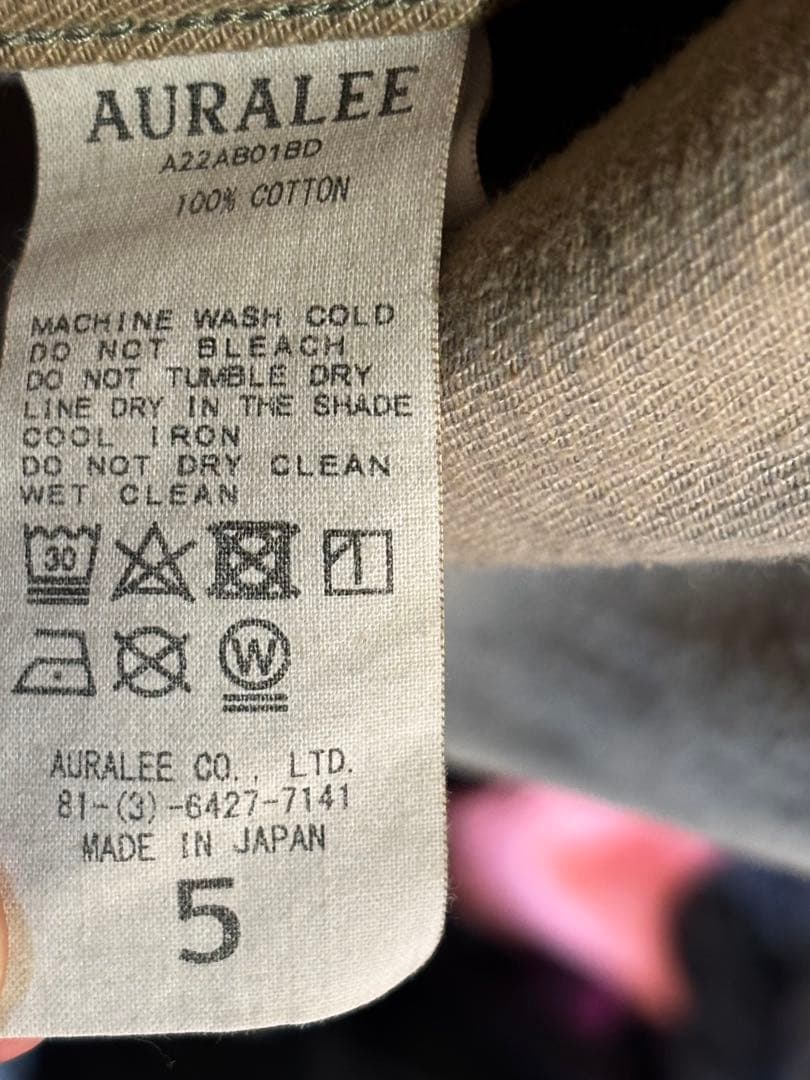 AURALEE
A22AB01BD
100% COTTON
MACHINE WASH COLD
DO NOT BLEACH
DO NOT TUMBLE DRY
LINE DRY IN THE SHADE
COOL IRON
DO NOT DRY CLEAN
WET CLEAN
30
W
AURALEE CO., LTD.
81-(3)-6427-7141
MADE IN JAPAN
5